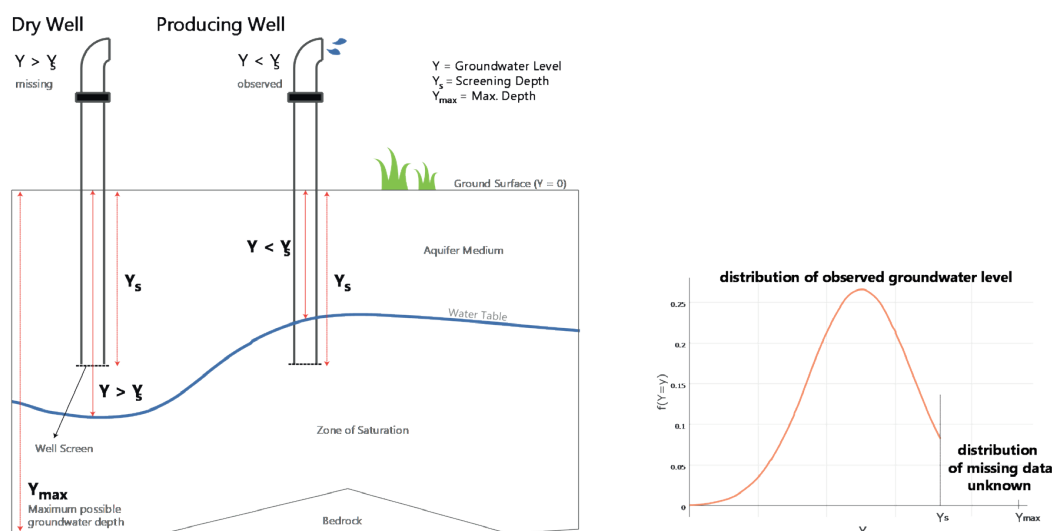 Dry Well
Producing Well
Y > Ys
missing
Y < Ys
observed
Y = Groundwater Level
Ys = Screening Depth
Ymax = Max. Depth
Ground Surface (Y = 0)
Y < Ys
Aquifer Medium
Ys
Ys
Water Table
Y > Ys
Zone of Saturation
Well Screen
Ymax
Maximum possible
groundwater depth
Bedrock
distribution of observed groundwater level
0.25
0.2
0.15
0.1
0.05
0
f(Y=y)
distribution
of missing data
unknown
Ys
Ymax